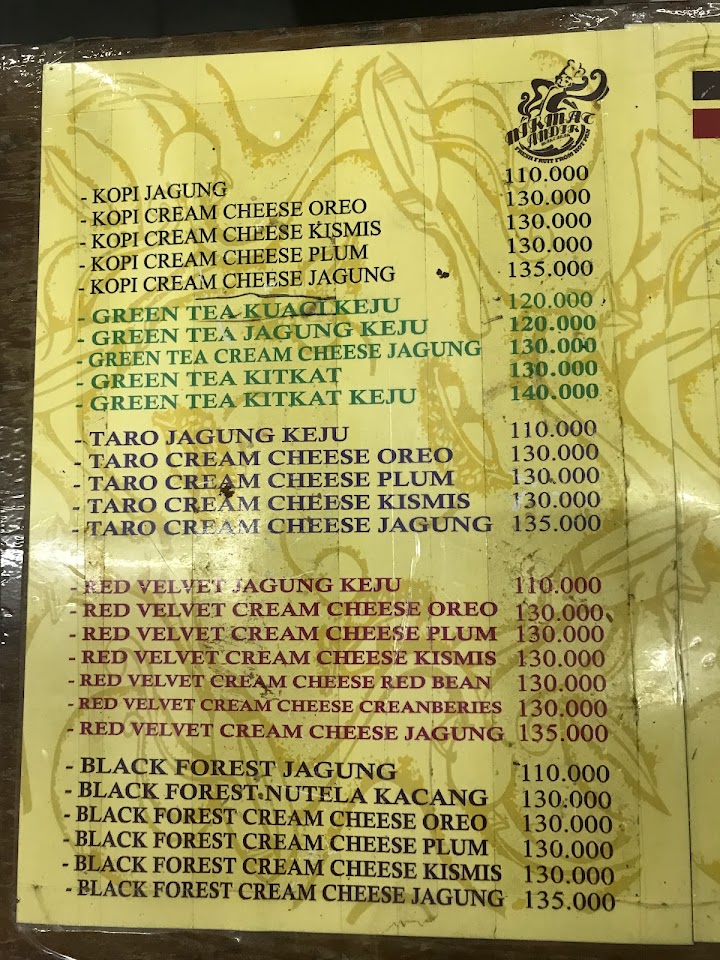 NIKMAT
ANDIR
FRESH FRUIT FROM HOT PAN
- KOPI JAGUNG 110.000
- KOPI CREAM CHEESE OREO 130.000
- KOPI CREAM CHEESE KISMIS 130.000
- KOPI CREAM CHEESE PLUM 130.000
- KOPI CREAM CHEESE JAGUNG 135.000
- GREEN TEA KUACI KEJU 120.000
- GREEN TEA JAGUNG KEJU 120.000
- GREEN TEA CREAM CHEESE JAGUNG 130.000
- GREEN TEA KITKAT 130.000
- GREEN TEA KITKAT KEJU 140.000
- TARO JAGUNG KEJU 110.000
- TARO CREAM CHEESE OREO 130.000
- TARO CREAM CHEESE PLUM 130.000
- TARO CREAM CHEESE KISMIS 130.000
- TARO CREAM CHEESE JAGUNG 135.000
- RED VELVET JAGUNG KEJU 110.000
- RED VELVET CREAM CHEESE OREO 130.000
- RED VELVET CREAM CHEESE PLUM 130.000
- RED VELVET CREAM CHEESE KISMIS 130.000
- RED VELVET CREAM CHEESE RED BEAN 130.000
- RED VELVET CREAM CHEESE CREANBERIES 130.000
- RED VELVET CREAM CHEESE JAGUNG 135.000
- BLACK FOREST JAGUNG 110.000
- BLACK FOREST NUTELA KACANG 130.000
- BLACK FOREST CREAM CHEESE OREO 130.000
- BLACK FOREST CREAM CHEESE PLUM 130.000
- BLACK FOREST CREAM CHEESE KISMIS 130.000
- BLACK FOREST CREAM CHEESE JAGUNG 135.000